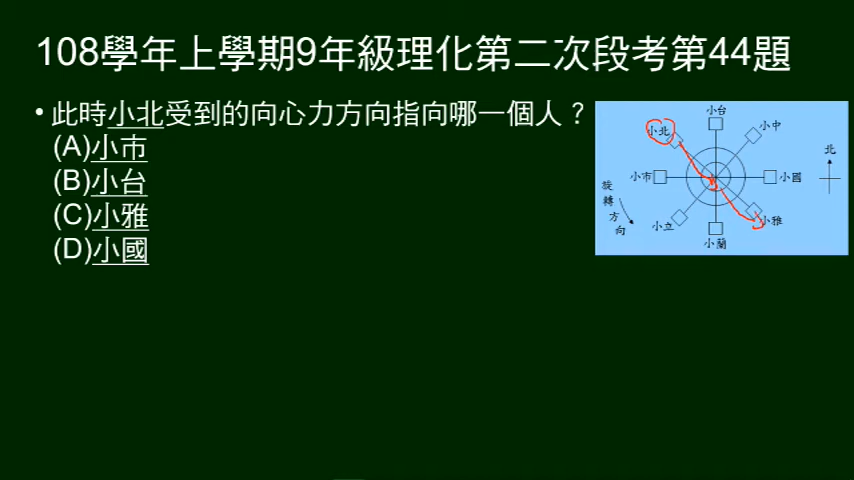 108學年上學期9年級理化第二次段考第44題
•此時小北受到的向心力方向指向哪一個人？
(A)小市
(B)小台
(C)小雅
(D)小國
小台
小北
小中
北
小市
小國
旋轉方向
小立
小雅
小蘭